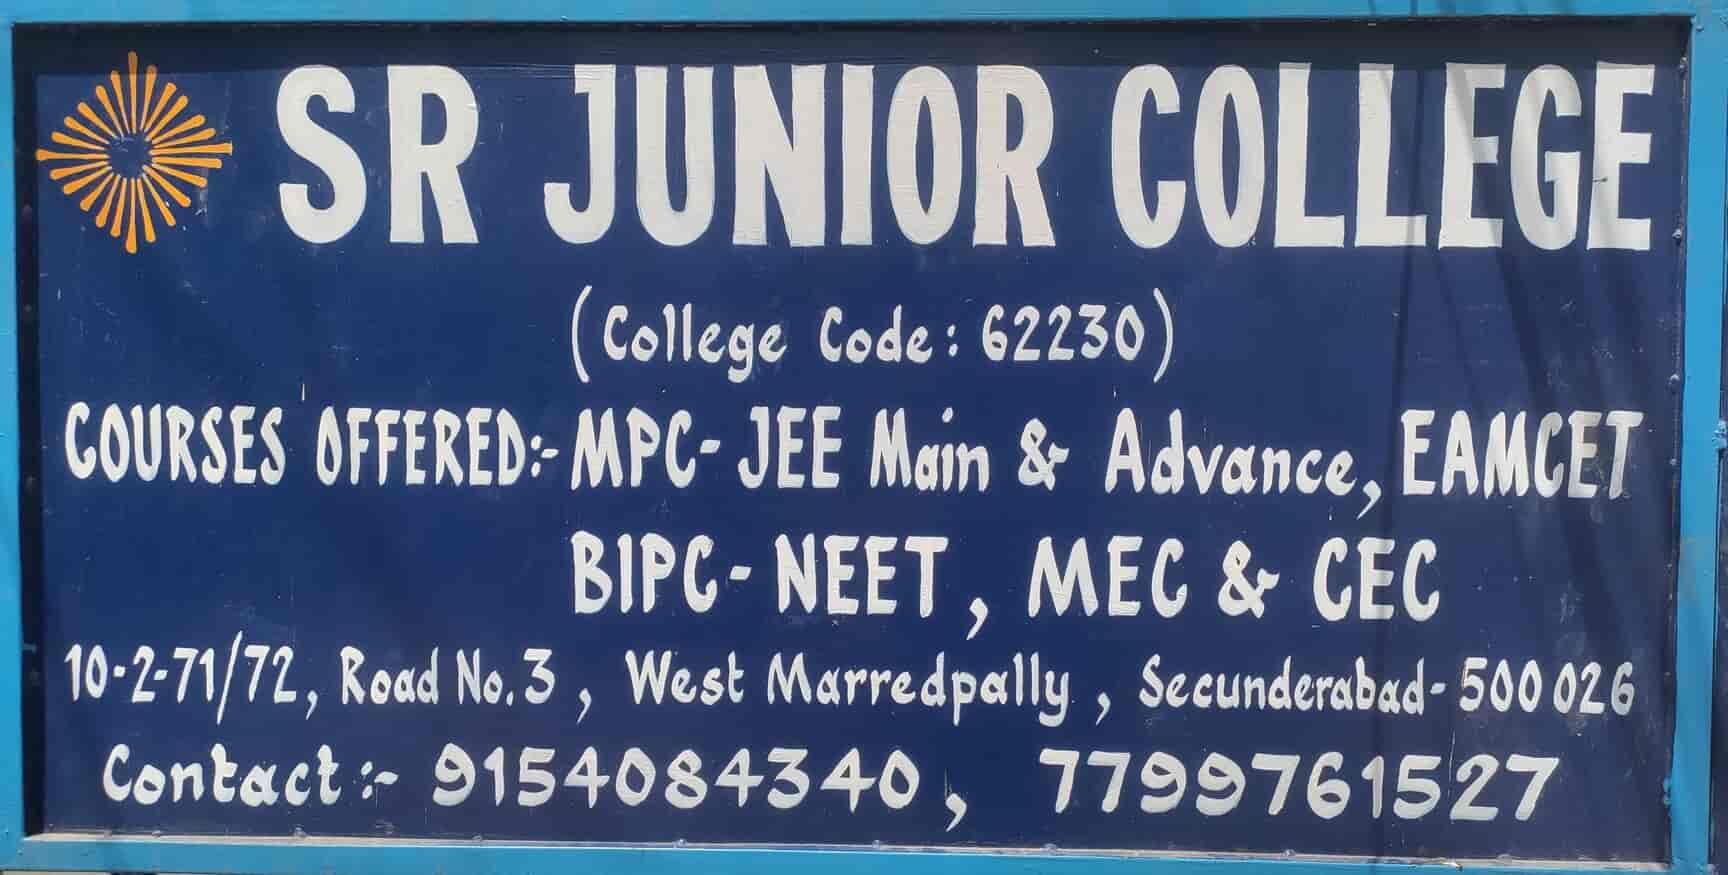 SR JUNIOR COLLEGE
(College Code: 62230)
COURSES OFFERED:- MPC- JEE Main & Advance, EAMCET
BIPC- NEET, MEC & CEC
10-2-71/72, Road No. 3, West Marredpally, Secunderabad- 500 026
Contact:- 9154084340, 7799761527